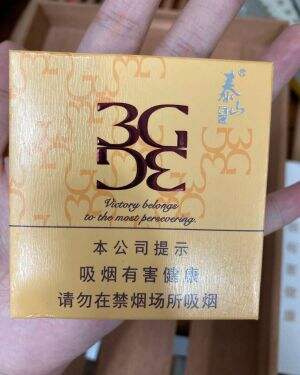 泰山
3G
3G
Victory belongs
to the most persevering
本公司提示
吸烟有害健康
请勿在禁烟场所吸烟